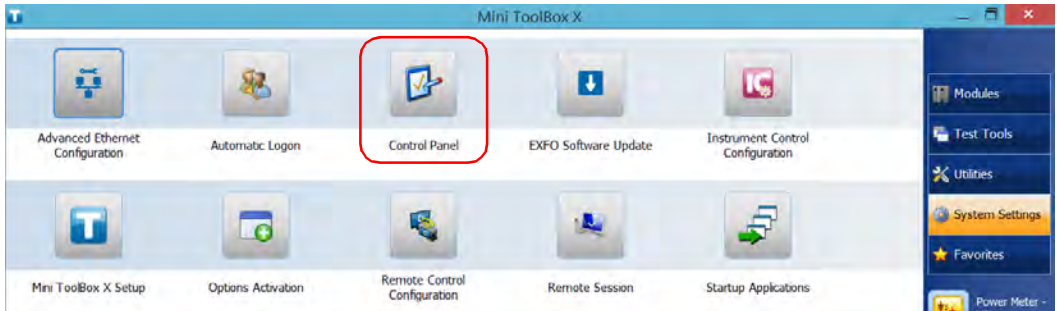 Mini ToolBox X
Advanced Ethernet
Configuration
Automatic Logon
Control Panel
EXFO Software Update
Instrument Control
Configuration
Mini ToolBox X Setup
Options Activation
Remote Control
Configuration
Remote Session
Startup Applications
Modules
Test Tools
Utilities
System Settings
Favorites
Power Meter -